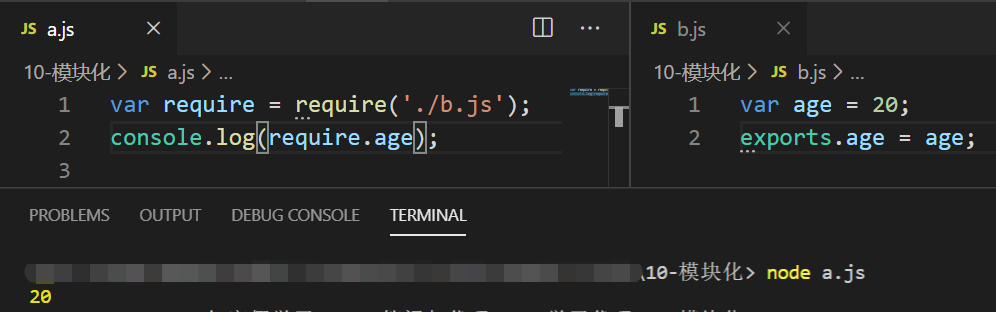 JS a.js
JS b.js
10-模块化 > JS a.js > ...
10-模块化 > JS b.js > ...
1 var require = require('./b.js');
2 console.log(require.age);
3
1 var age = 20;
2 exports.age = age;
PROBLEMS OUTPUT DEBUG CONSOLE TERMINAL
\10-模块化> node a.js
20